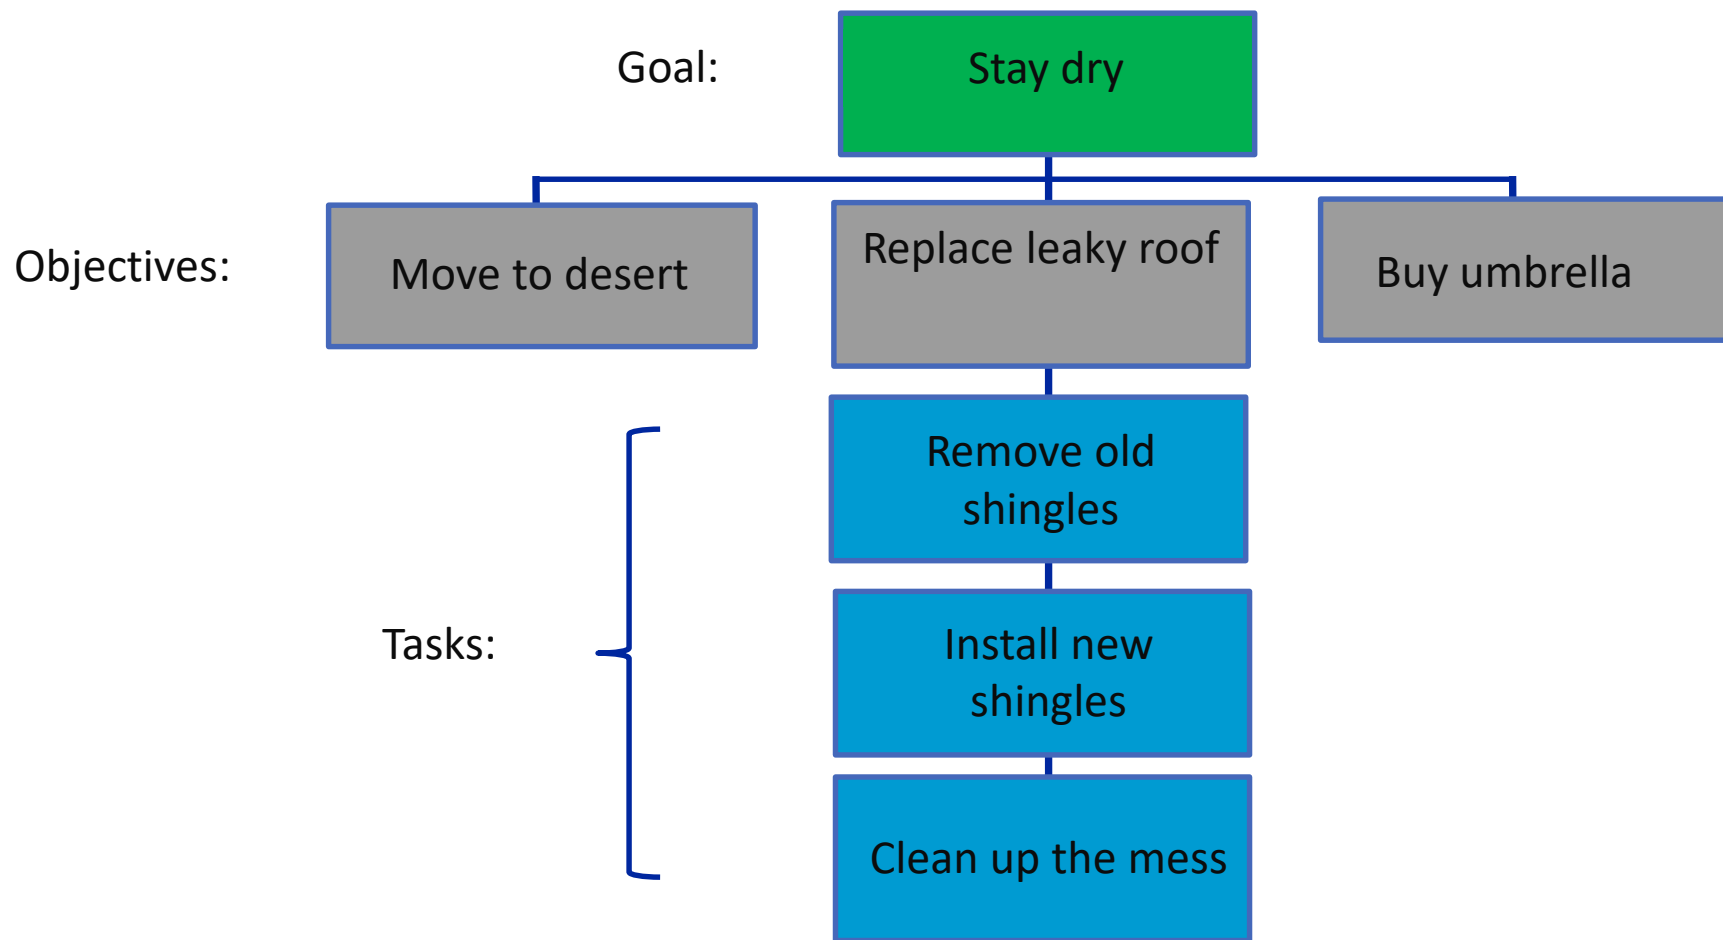 Goal:
Stay dry
Objectives:
Move to desert
Replace leaky roof
Buy umbrella
Tasks:
Remove old
shingles
Install new
shingles
Clean up the mess